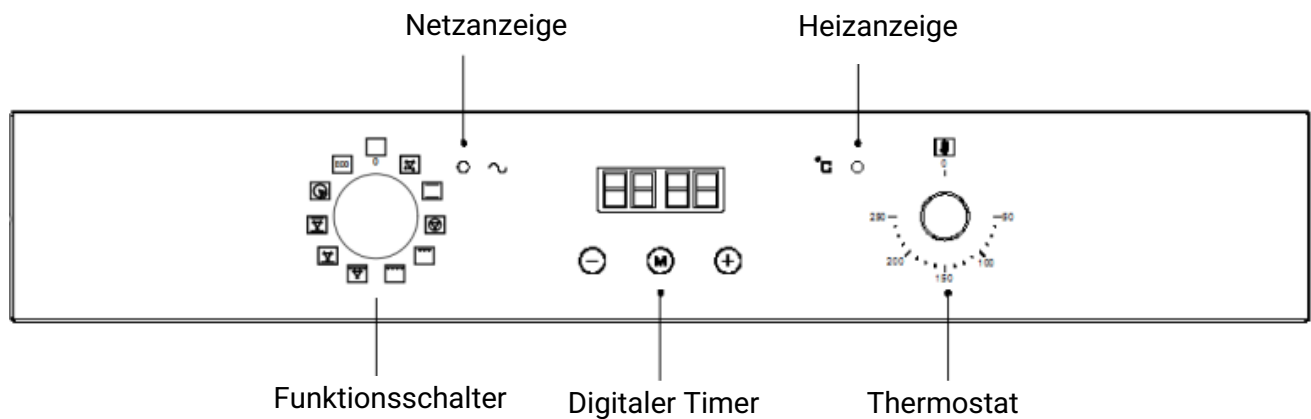 Netzanzeige Heizanzeige
0 °C 0
M 250 50
200 100
150
Funktionsschalter Digitaler Timer Thermostat